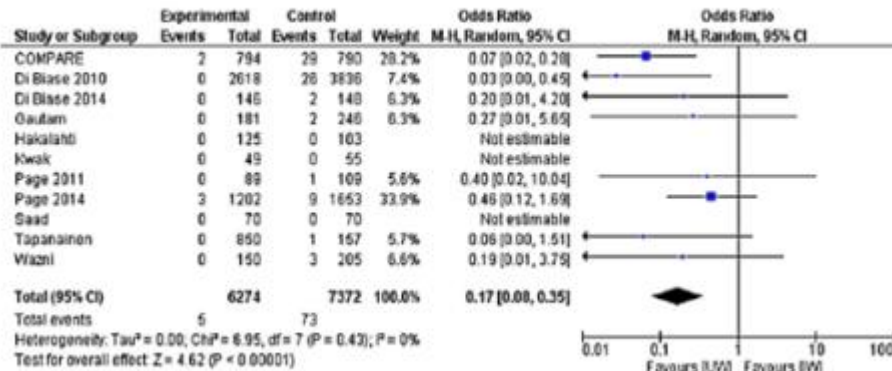 Experimental Control Odds Ratio Odds Ratio
Study or Subgroup Events Total Events Total Weight M-H, Random, 95% CI M-H, Random, 95% CI
COMPARE 2 794 29 790 28.2% 0.07 [0.02, 0.28]
Di Biase 2010 0 2618 26 3836 7.4% 0.03 [0.00, 0.45]
Di Biase 2014 0 146 2 148 6.3% 0.20 [0.01, 4.20]
Gautam 0 181 2 246 6.3% 0.27 [0.01, 5.65]
Hakalahti 0 125 0 103 Not estimable
Kwak 0 49 0 55 Not estimable
Page 2011 0 89 1 109 5.6% 0.40 [0.02, 10.04]
Page 2014 3 1202 9 1653 33.9% 0.46 [0.12, 1.69]
Saad 0 70 0 70 Not estimable
Tapanainen 0 850 1 157 5.7% 0.06 [0.00, 1.51]
Wazni 0 150 3 205 6.6% 0.19 [0.01, 3.75]
Total (95% CI) 6274 7372 100.0% 0.17 [0.08, 0.35]
Total events 5 73
Heterogeneity: Tau² = 0.00; Chi² = 6.95, df = 7 (P = 0.43); I² = 0%
Test for overall effect: Z = 4.62 (P < 0.00001)
0.01 0.1 1 10 100
Favours [UW] Favours [IW]